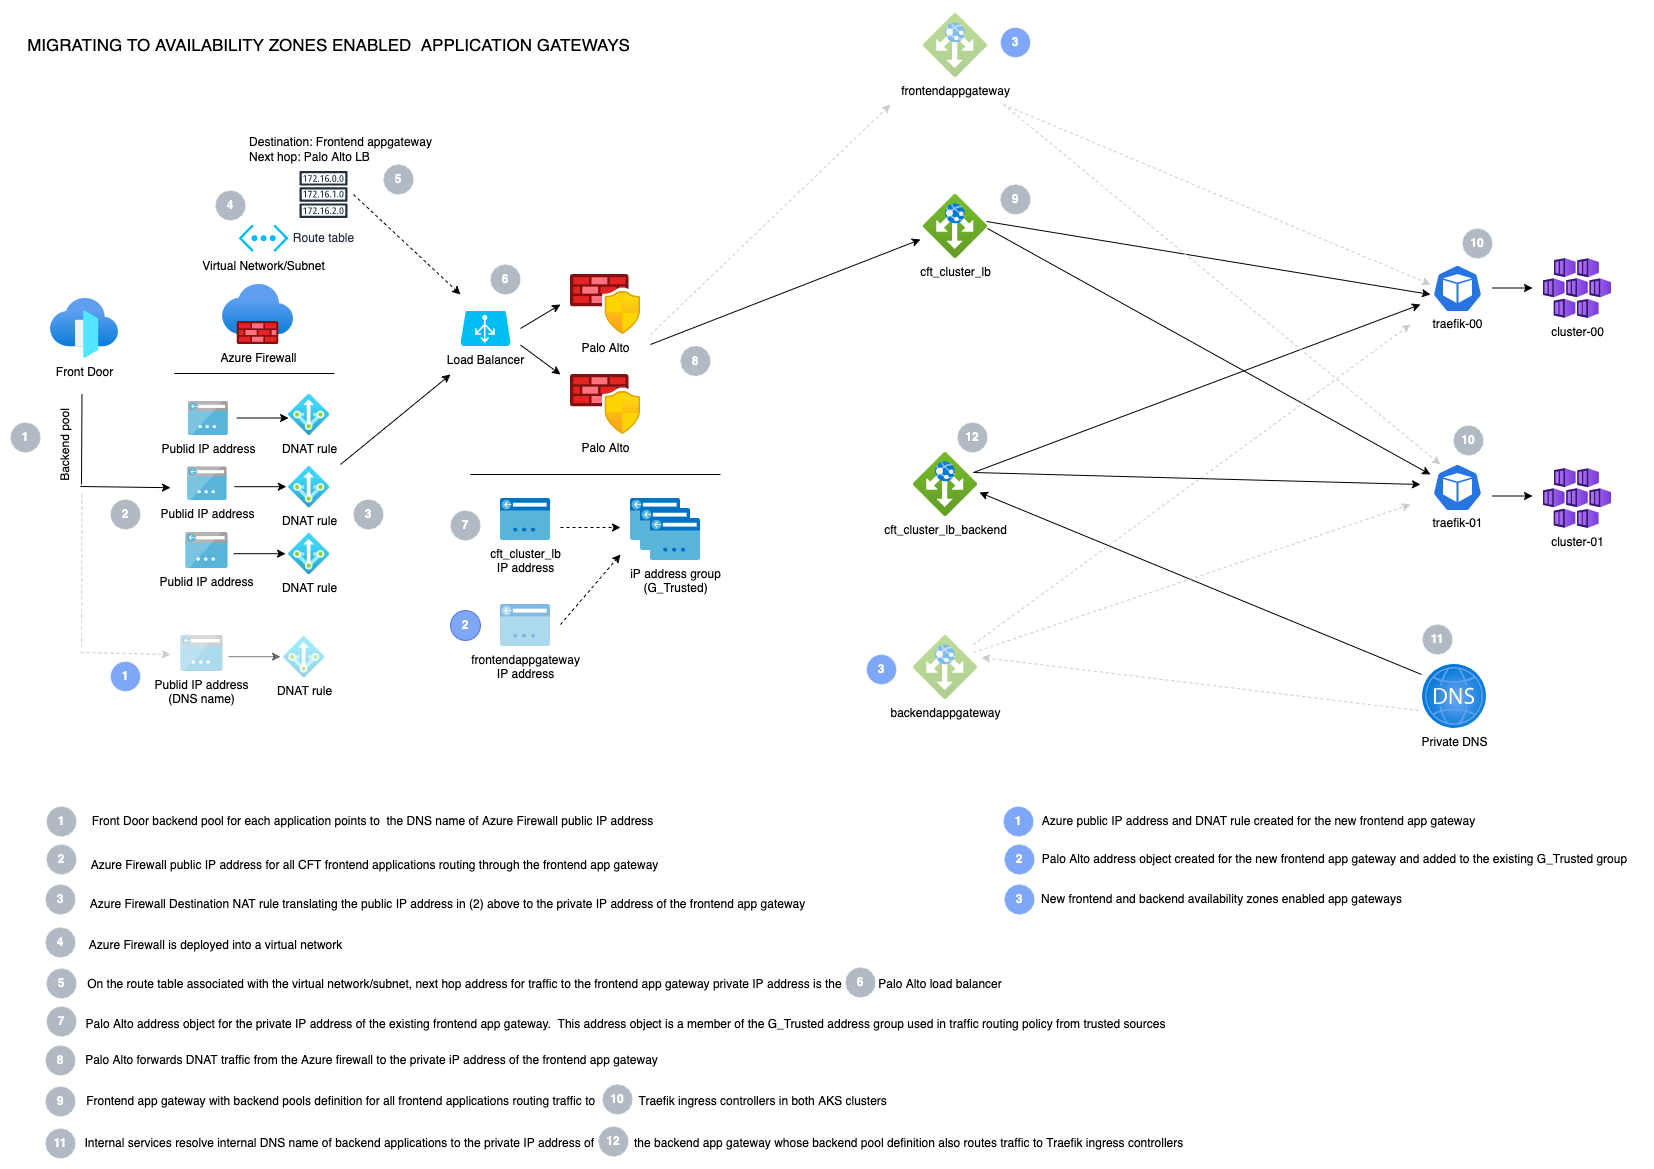 MIGRATING TO AVAILABILITY ZONES ENABLED  APPLICATION GATEWAYS
3
frontendappgateway
Destination: Frontend appgateway
Next hop: Palo Alto LB
172.16.0.0
172.16.1.0
172.16.2.0
5
4
Route table
Virtual Network/Subnet
9
cft_cluster_lb
10
traefik-00
cluster-00
6
Load Balancer
Palo Alto
8
Palo Alto
Azure Firewall
Front Door
1
Backend pool
Publid IP address
DNAT rule
2
Publid IP address
DNAT rule
3
Publid IP address
DNAT rule
1
Publid IP address
(DNS name)
DNAT rule
7
cft_cluster_lb
IP address
iP address group
(G_Trusted)
2
frontendappgateway
IP address
12
cft_cluster_lb_backend
10
traefik-01
cluster-01
3
backendappgateway
11
DNS
Private DNS
1 Front Door backend pool for each application points to  the DNS name of Azure Firewall public IP address
2 Azure Firewall public IP address for all CFT frontend applications routing through the frontend app gateway
3 Azure Firewall Destination NAT rule translating the public IP address in (2) above to the private IP address of the frontend app gateway
4 Azure Firewall is deployed into a virtual network
5 On the route table associated with the virtual network/subnet, next hop address for traffic to the frontend app gateway private IP address is the 6 Palo Alto load balancer
7 Palo Alto address object for the private IP address of the existing frontend app gateway.  This address object is a member of the G_Trusted address group used in traffic routing policy from trusted sources
8 Palo Alto forwards DNAT traffic from the Azure firewall to the private iP address of the frontend app gateway
9 Frontend app gateway with backend pools definition for all frontend applications routing traffic to 10 Traefik ingress controllers in both AKS clusters
11 Internal services resolve internal DNS name of backend applications to the private IP address of 12 the backend app gateway whose backend pool definition also routes traffic to Traefik ingress controllers
1 Azure public IP address and DNAT rule created for the new frontend app gateway
2 Palo Alto address object created for the new frontend app gateway and added to the existing G_Trusted group
3 New frontend and backend availability zones enabled app gateways